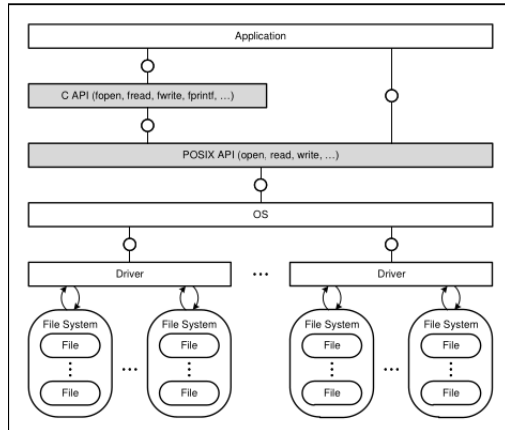 Application
C API (fopen, fread, fwrite, fprintf, ...)
POSIX API (open, read, write, ...)
OS
Driver ... Driver
File System ... File System File System ... File System
File File File File
File File File File